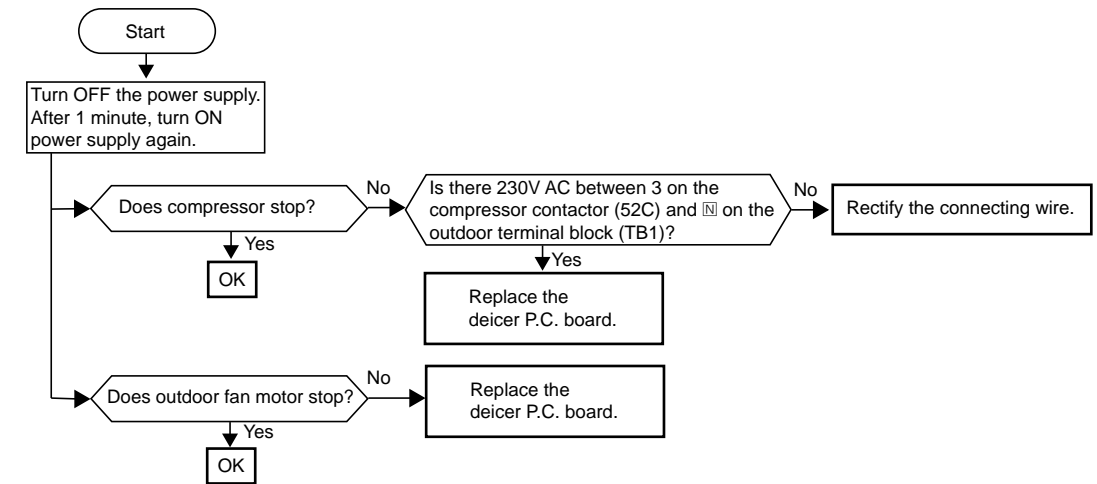 Start
Turn OFF the power supply.
After 1 minute, turn ON
power supply again.
Does compressor stop?
No
Is there 230V AC between 3 on the
compressor contactor (52C) and N on the
outdoor terminal block (TB1)?
No
Rectify the connecting wire.
Yes
OK
Yes
Replace the
deicer P.C. board.
Does outdoor fan motor stop?
No
Replace the
deicer P.C. board.
Yes
OK